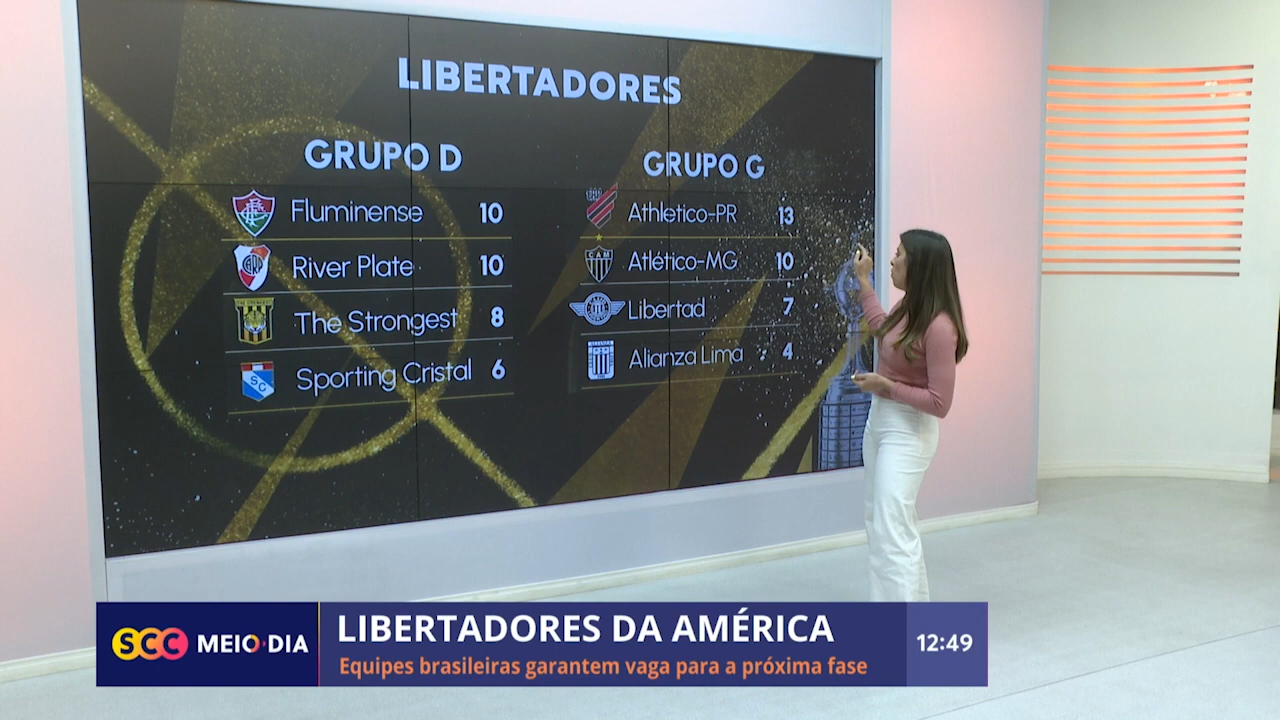 LIBERTADORES
GRUPO D
Fluminense 10
River Plate 10
The Strongest 8
Sporting Cristal 6
GRUPO G
Athletico-PR 13
CAM
Atlético-MG 10
Libertad 7
Alianza Lima 4
SCC MEIO-DIA
LIBERTADORES DA AMÉRICA
Equipes brasileiras garantem vaga para a próxima fase
12:49